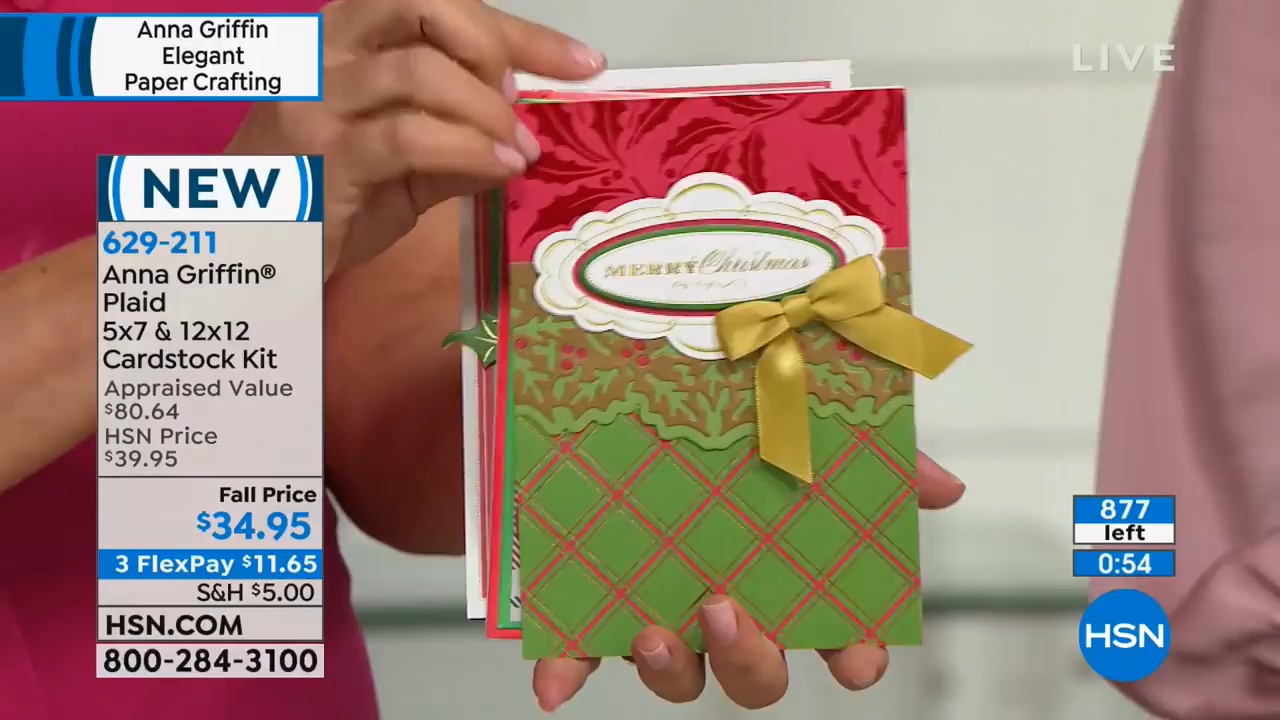 Anna Griffin
Elegant
Paper Crafting
LIVE
NEW
629-211
Anna Griffin®
Plaid
5x7 & 12x12
Cardstock Kit
Appraised Value
$80.64
HSN Price
$39.95
Fall Price
$34.95
3 FlexPay $11.65
S&H $5.00
HSN.COM
800-284-3100
MERRY Christmas
877
left
0:54
HSN